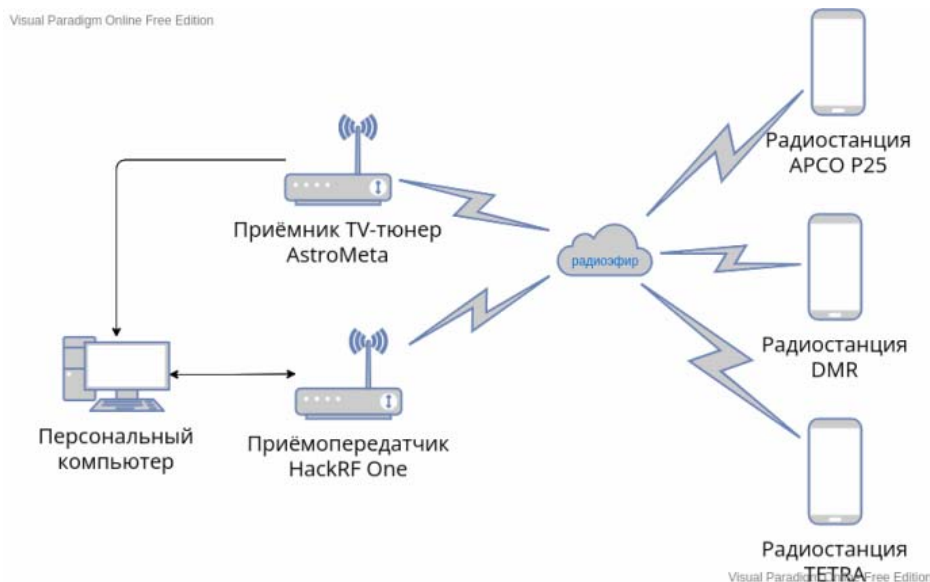 Visual Paradigm Online Free Edition
Радиостанция
APCO P25
Приёмник TV-тюнер
AstroMeta
радиоэфир
Радиостанция
DMR
Персональный
компьютер
Приёмопередатчик
HackRF One
Радиостанция
TETRA
Visual Paradigm Online Free Edition